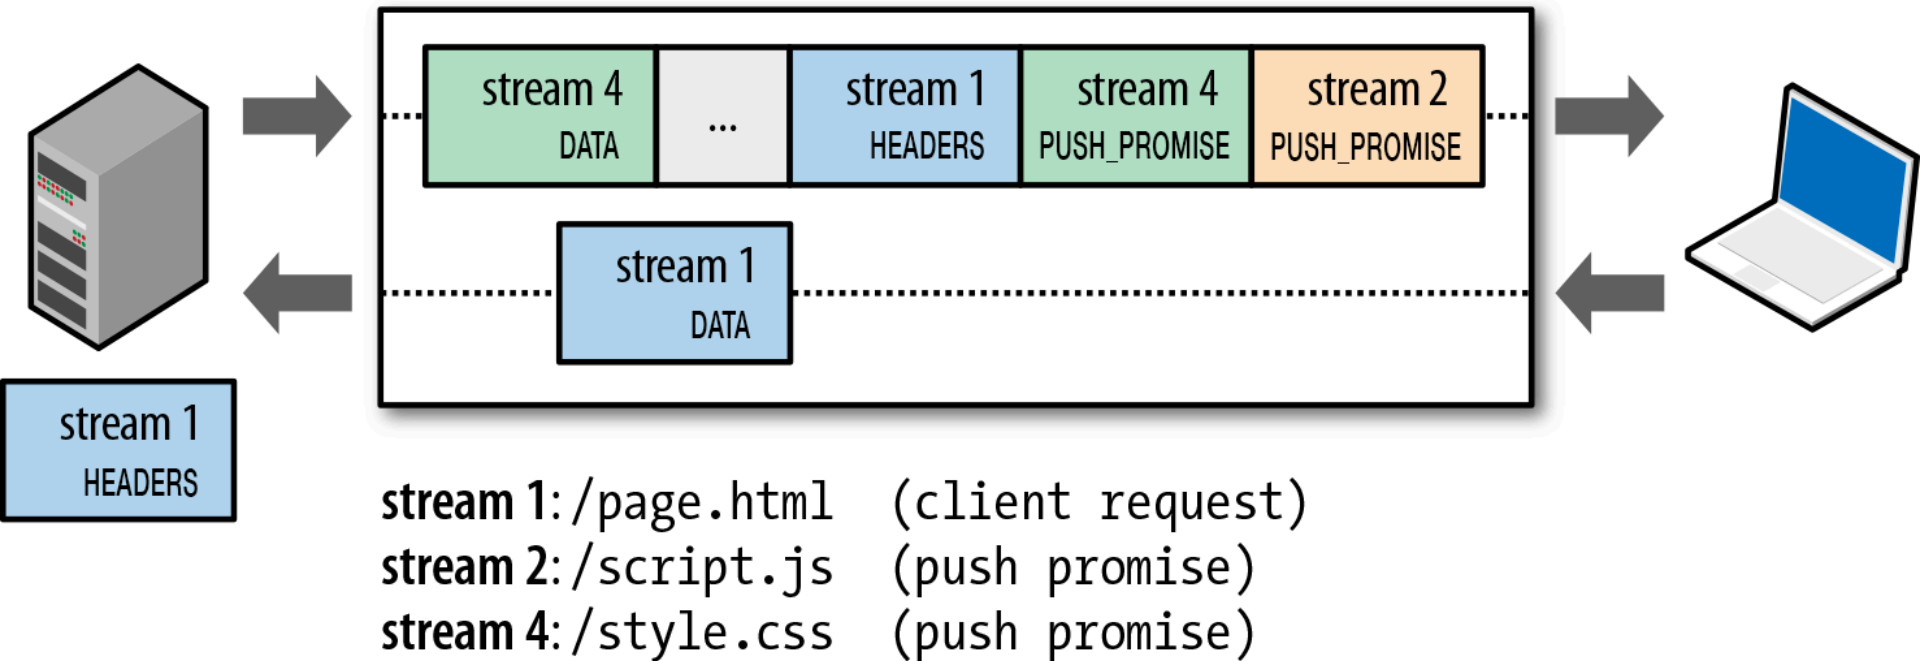 stream 4
DATA
...
stream 1
HEADERS
stream 4
PUSH_PROMISE
stream 2
PUSH_PROMISE
stream 1
DATA
stream 1
HEADERS
stream 1: /page.html (client request)
stream 2: /script.js (push promise)
stream 4: /style.css (push promise)